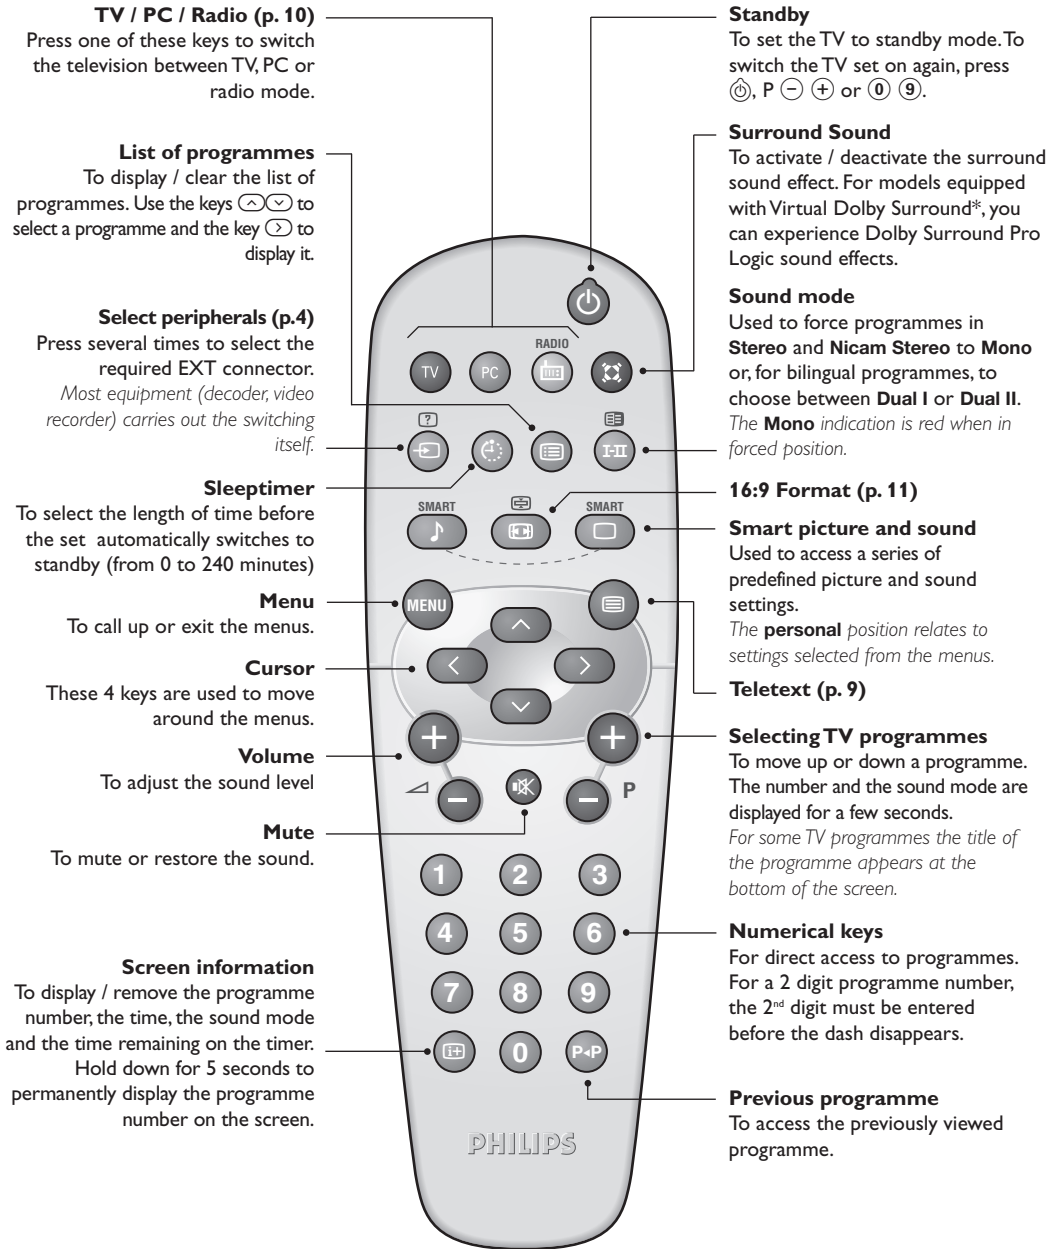 TV / PC / Radio (p. 10)
Press one of these keys to switch
the television between TV, PC or
radio mode.
List of programmes
To display / clear the list of
programmes. Use the keys to
select a programme and the key to
display it.
Select peripherals (p.4)
Press several times to select the
required EXT connector.
Most equipment (decoder, video
recorder) carries out the switching
itself.
Sleeptimer
To select the length of time before
the set automatically switches to
standby (from 0 to 240 minutes)
Menu
To call up or exit the menus.
Cursor
These 4 keys are used to move
around the menus.
Volume
To adjust the sound level
Mute
To mute or restore the sound.
Screen information
To display / remove the programme
number, the time, the sound mode
and the time remaining on the timer.
Hold down for 5 seconds to
permanently display the programme
number on the screen.
RADIO
TV PC
?
I-II
SMART SMART
MENU
+ +
- - P
1 2 3
4 5 6
7 8 9
i+ 0 P◂P
PHILIPS
Standby
To set the TV to standby mode. To
switch the TV set on again, press
, P - + or 0 9.
Surround Sound
To activate / deactivate the surround
sound effect. For models equipped
with Virtual Dolby Surround*, you
can experience Dolby Surround Pro
Logic sound effects.
Sound mode
Used to force programmes in
Stereo and Nicam Stereo to Mono
or, for bilingual programmes, to
choose between Dual I or Dual II.
The Mono indication is red when in
forced position.
16:9 Format (p. 11)
Smart picture and sound
Used to access a series of
predefined picture and sound
settings.
The personal position relates to
settings selected from the menus.
Teletext (p. 9)
Selecting TV programmes
To move up or down a programme.
The number and the sound mode are
displayed for a few seconds.
For some TV programmes the title of
the programme appears at the
bottom of the screen.
Numerical keys
For direct access to programmes.
For a 2 digit programme number,
the 2nd digit must be entered
before the dash disappears.
Previous programme
To access the previously viewed
programme.